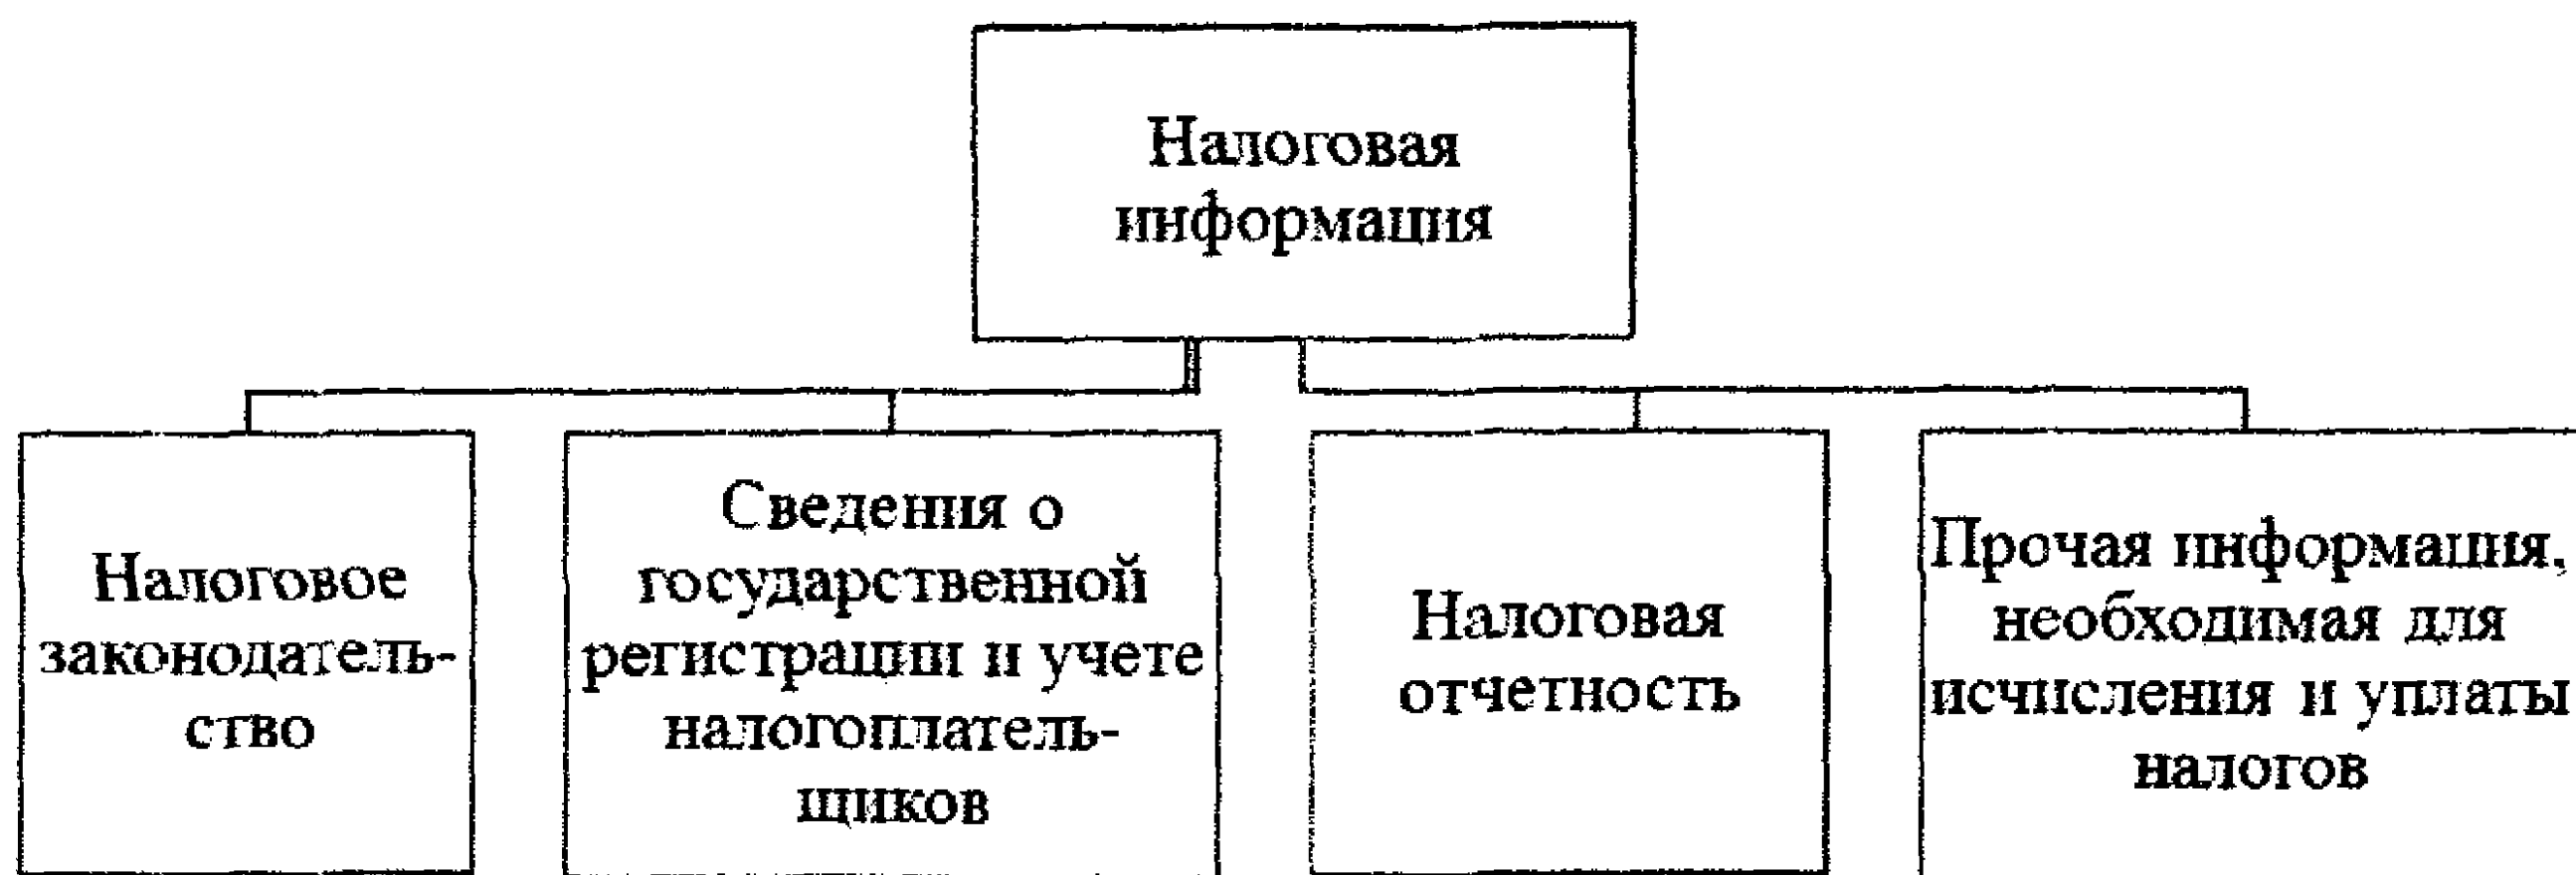 Налоговая
информация
Налоговое
законодатель-
ство
Сведения о
государственной
регистрации и учете
налогоплатель-
щиков
Налоговая
отчетность
Прочая информация,
необходимая для
исчисления и уплаты
налогов